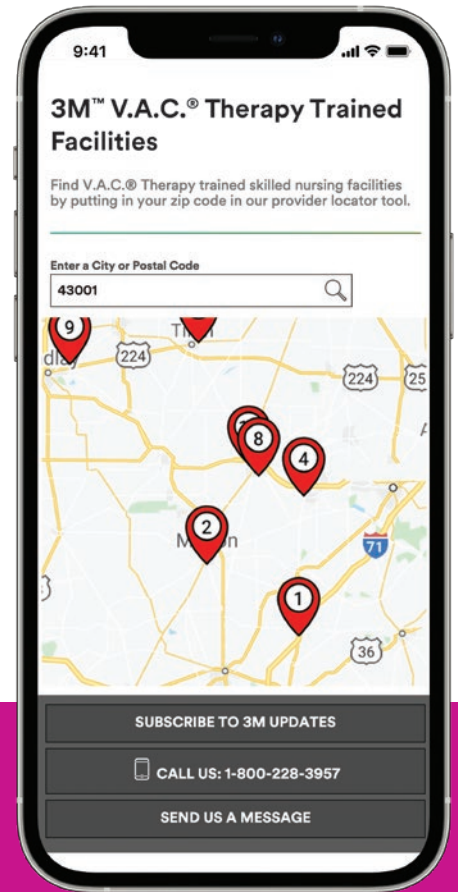 9:41
3M™ V.A.C.® Therapy Trained
Facilities
Find V.A.C.® Therapy trained skilled nursing facilities
by putting in your zip code in our provider locator tool.
Enter a City or Postal Code
43001
9
224
224
25
8
4
2
71
1
36
SUBSCRIBE TO 3M UPDATES
CALL US: 1-800-228-3957
SEND US A MESSAGE